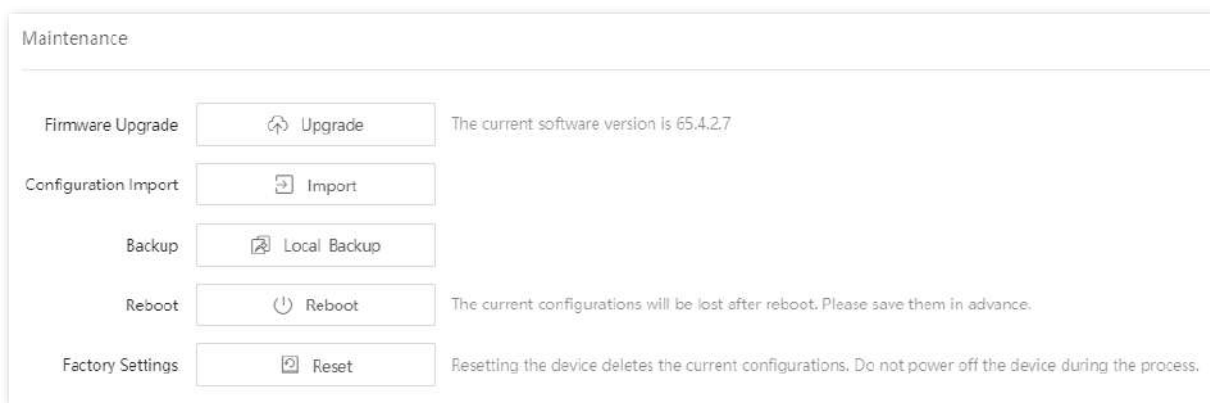 Maintenance
Firmware Upgrade Upgrade The current software version is 65.4.2.7
Configuration Import Import
Backup Local Backup
Reboot Reboot The current configurations will be lost after reboot. Please save them in advance.
Factory Settings Reset Resetting the device deletes the current configurations. Do not power off the device during the process.